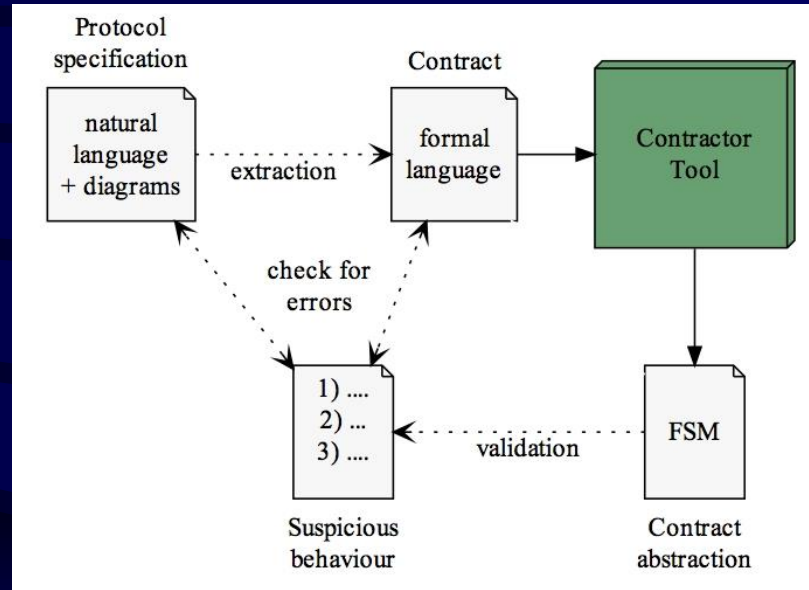 Protocol
specification
Contract
natural
language
+ diagrams
extraction
formal
language
Contractor
Tool
check for
errors
1) ....
2) ...
3) ....
validation
FSM
Suspicious
behaviour
Contract
abstraction